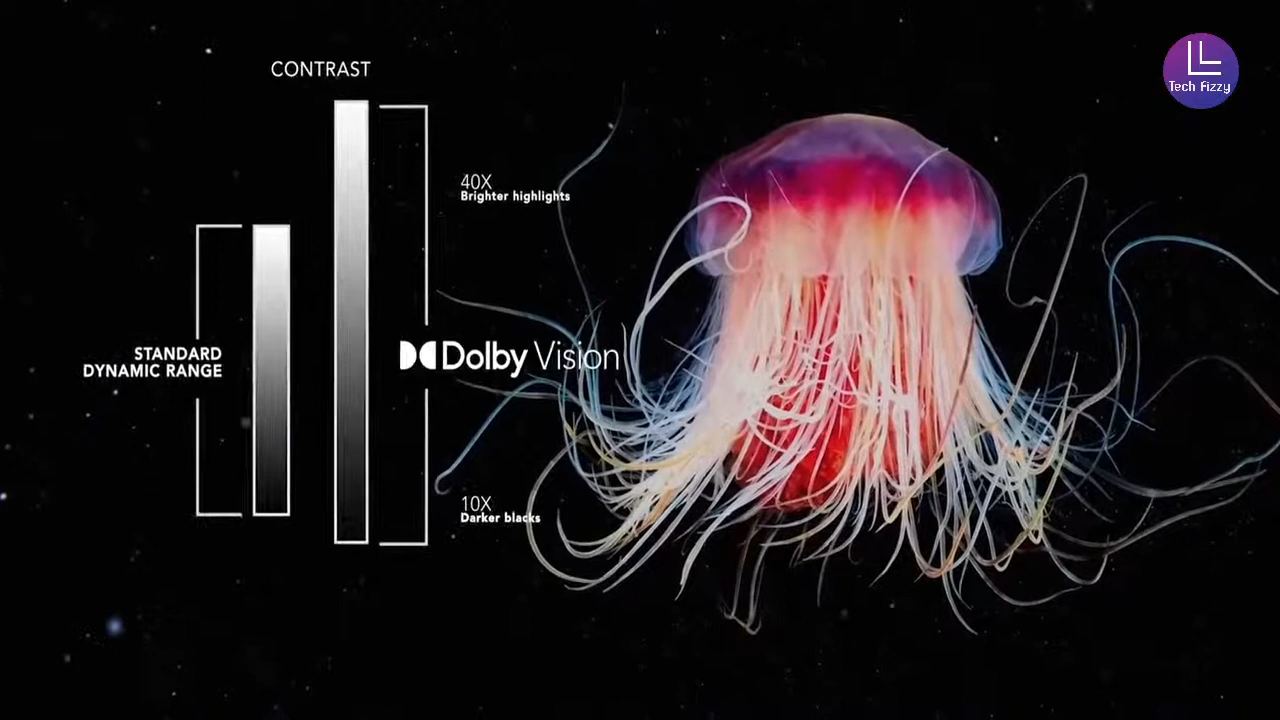 CONTRAST
Tech Fizzy
40X
Brighter highlights
STANDARD
DYNAMIC RANGE
Dolby Vision
10X
Darker blacks